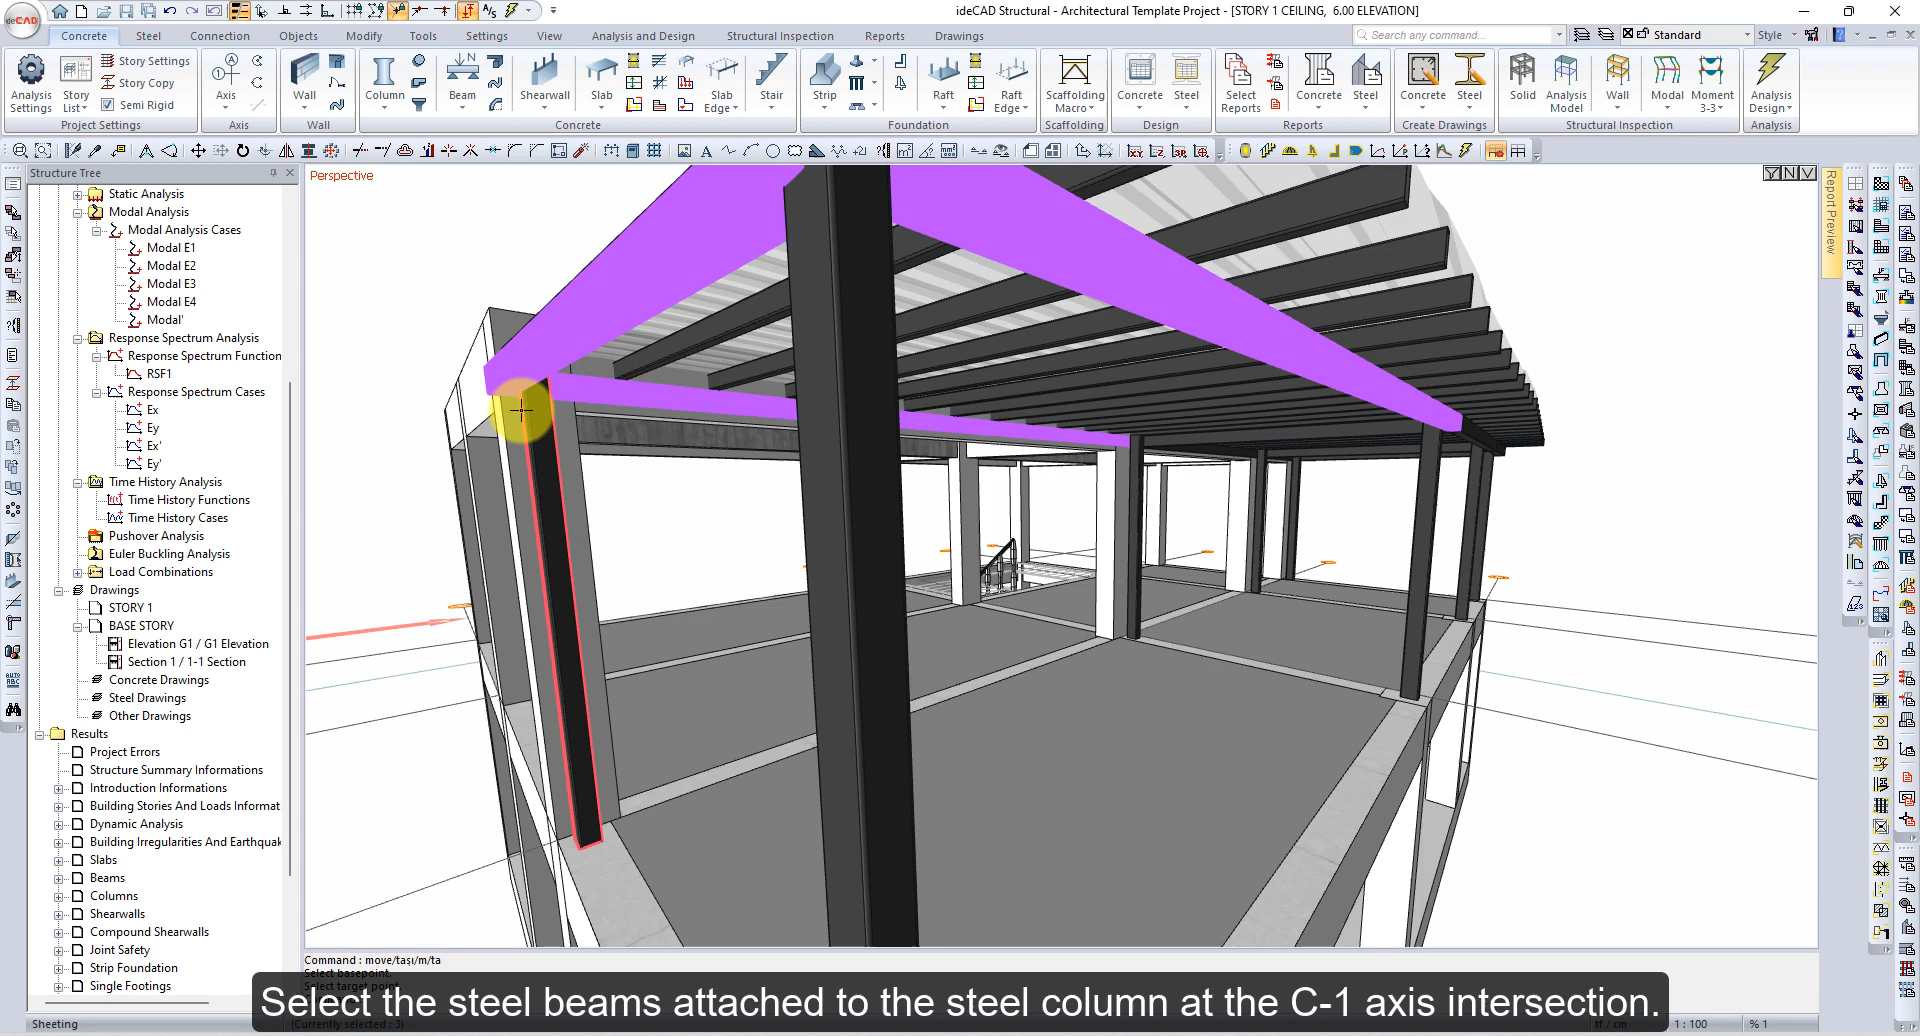 ideCAD
ideCAD Structural - Architectural Template Project - [STORY 1 CEILING, 6.00 ELEVATION]
Concrete
Steel
Connection
Objects
Modify
Tools
Settings
View
Analysis and Design
Structural Inspection
Reports
Drawings
Search any command...
Standard
Style
Analysis Settings
Story List
Story Settings
Story Copy
Semi Rigid
Project Settings
Axis
Axis
Wall
Wall
Column
Beam
Shearwall
Slab
Slab Edge
Stair
Concrete
Strip
Raft
Raft Edge
Foundation
Scaffolding Macro
Scaffolding
Concrete
Steel
Design
Select Reports
Concrete
Steel
Reports
Concrete
Steel
Create Drawings
Solid
Analysis Model
Wall
Modal
Moment 3-3
Structural Inspection
Analysis Design
Analysis
Structure Tree
Static Analysis
Modal Analysis
Modal Analysis Cases
Modal E1
Modal E2
Modal E3
Modal E4
Modal'
Response Spectrum Analysis
Response Spectrum Function
RSF1
Response Spectrum Cases
Ex
Ey
Ex'
Ey'
Time History Analysis
Time History Functions
Time History Cases
Pushover Analysis
Euler Buckling Analysis
Load Combinations
Drawings
STORY 1
BASE STORY
Elevation G1 / G1 Elevation
Section 1 / 1-1 Section
Concrete Drawings
Steel Drawings
Other Drawings
Results
Project Errors
Structure Summary Informations
Introduction Informations
Building Stories And Loads Informat
Dynamic Analysis
Building Irregularities And Earthquak
Slabs
Beams
Columns
Shearwalls
Compound Shearwalls
Joint Safety
Strip Foundation
Single Footings
Perspective
N
V
Report Preview
Command : move/taşı/m/ta
Select basepoint.
Select target point.
Select the steel beams attached to the steel column at the C-1 axis intersection.
Sheeting
(Currently selected : 3)
tf / cm
1 : 100
% 1